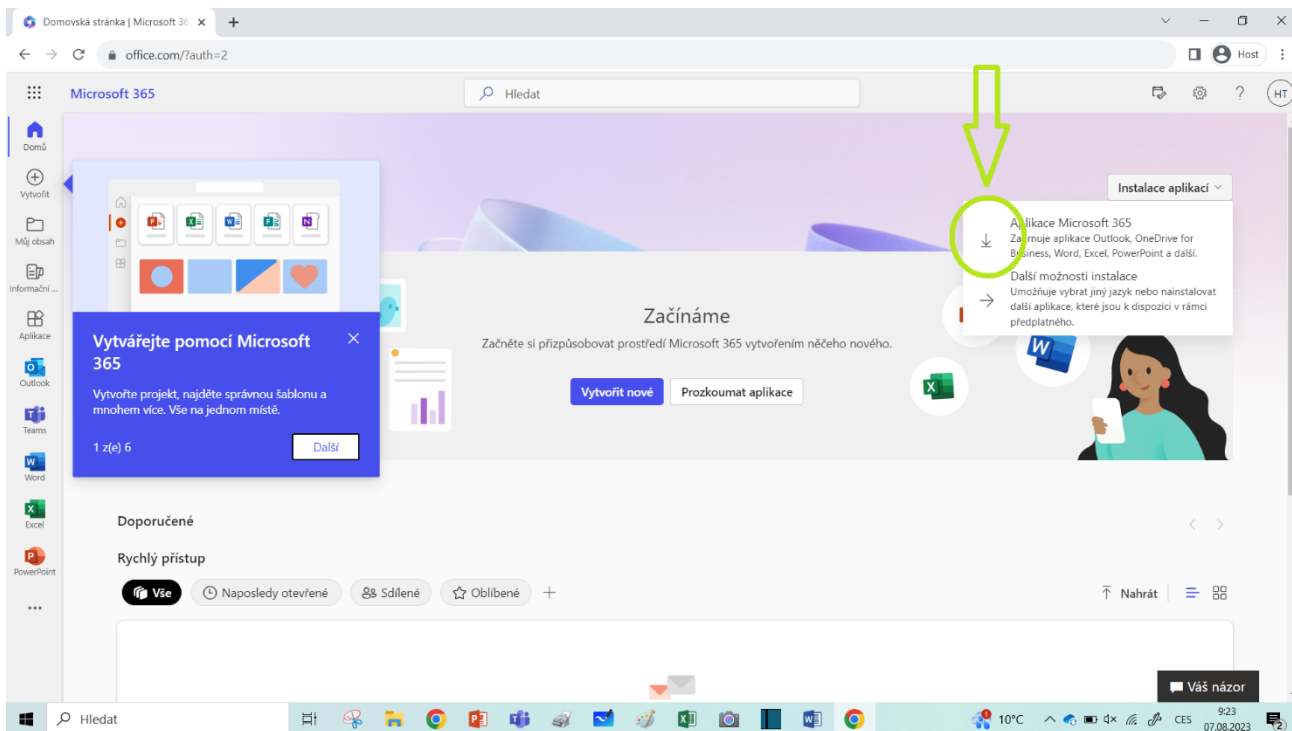 Domovská stránka | Microsoft 36
office.com/?auth=2
Host
Microsoft 365
Hledat
HT
Domů
Vytvořit
Můj obsah
Informační ...
Aplikace
Outlook
Teams
Word
Excel
PowerPoint
Instalace aplikací
Aplikace Microsoft 365
Zahrnuje aplikace Outlook, OneDrive for
Business, Word, Excel, PowerPoint a další.
Další možnosti instalace
Umožňuje vybrat jiný jazyk nebo nainstalovat
další aplikace, které jsou k dispozici v rámci
předplatného.
Začínáme
Začněte si přizpůsobovat prostředí Microsoft 365 vytvořením něčeho nového.
Vytvořit nové
Prozkoumat aplikace
Vytvářejte pomocí Microsoft
365
Vytvořte projekt, najděte správnou šablonu a
mnohem více. Vše na jednom místě.
1 z(e) 6
Další
Doporučené
Rychlý přístup
Vše
Naposledy otevřené
Sdílené
Oblíbené
Nahrát
Váš názor
Hledat
10°C
CES
9:23
07.08.2023